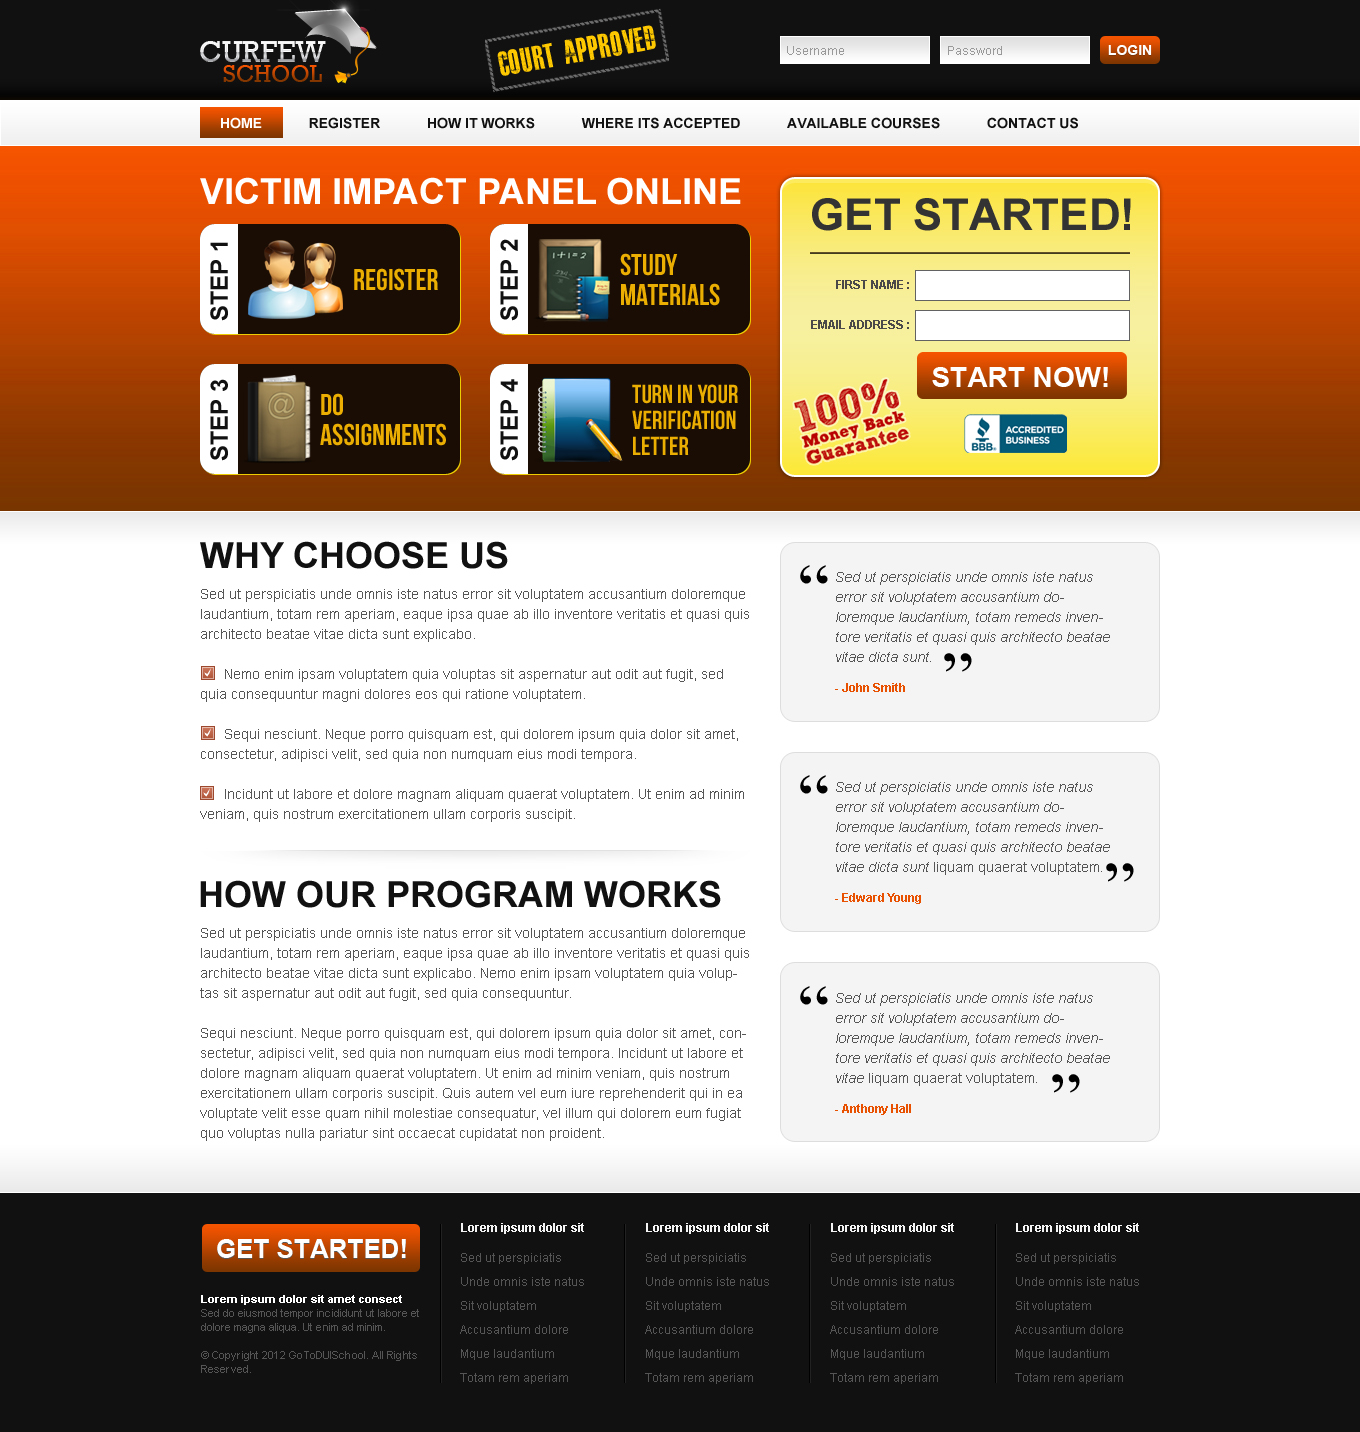 CURFEW
SCHOOL
COURT APPROVED
Username
Password
LOGIN
HOME
REGISTER
HOW IT WORKS
WHERE ITS ACCEPTED
AVAILABLE COURSES
CONTACT US
VICTIM IMPACT PANEL ONLINE
STEP 1
REGISTER
STEP 2
1+1=2
STUDY
MATERIALS
STEP 3
@
DO
ASSIGNMENTS
STEP 4
TURN IN YOUR
VERIFICATION
LETTER
GET STARTED!
FIRST NAME :
EMAIL ADDRESS :
START NOW!
100%
Money Back
Guarantee
BBB.
ACCREDITED
BUSINESS
WHY CHOOSE US
Sed ut perspiciatis unde omnis iste natus error sit voluptatem accusantium doloremque
laudantium, totam rem aperiam, eaque ipsa quae ab illo inventore veritatis et quasi quis
architecto beatae vitae dicta sunt explicabo.
Nemo enim ipsam voluptatem quia voluptas sit aspernatur aut odit aut fugit, sed
quia consequuntur magni dolores eos qui ratione voluptatem.
Sequi nesciunt. Neque porro quisquam est, qui dolorem ipsum quia dolor sit amet,
consectetur, adipisci velit, sed quia non numquam eius modi tempora.
Incidunt ut labore et dolore magnam aliquam quaerat voluptatem. Ut enim ad minim
veniam, quis nostrum exercitationem ullam corporis suscipit.
HOW OUR PROGRAM WORKS
Sed ut perspiciatis unde omnis iste natus error sit voluptatem accusantium doloremque
laudantium, totam rem aperiam, eaque ipsa quae ab illo inventore veritatis et quasi quis
architecto beatae vitae dicta sunt explicabo. Nemo enim ipsam voluptatem quia volup-
tas sit aspernatur aut odit aut fugit, sed quia consequuntur.
Sequi nesciunt. Neque porro quisquam est, qui dolorem ipsum quia dolor sit amet, con-
sectetur, adipisci velit, sed quia non numquam eius modi tempora. Incidunt ut labore et
dolore magnam aliquam quaerat voluptatem. Ut enim ad minim veniam, quis nostrum
exercitationem ullam corporis suscipit. Quis autem vel eum iure reprehenderit qui in ea
voluptate velit esse quam nihil molestiae consequatur, vel illum qui dolorem eum fugiat
quo voluptas nulla pariatur sint occaecat cupidatat non proident.
“ Sed ut perspiciatis unde omnis iste natus
error sit voluptatem accusantium do-
loremque laudantium, totam remeds inven-
tore veritatis et quasi quis architecto beatae
vitae dicta sunt. ”
- John Smith
“ Sed ut perspiciatis unde omnis iste natus
error sit voluptatem accusantium do-
loremque laudantium, totam remeds inven-
tore veritatis et quasi quis architecto beatae
vitae dicta sunt liquam quaerat voluptatem. ”
- Edward Young
“ Sed ut perspiciatis unde omnis iste natus
error sit voluptatem accusantium do-
loremque laudantium, totam remeds inven-
tore veritatis et quasi quis architecto beatae
vitae liquam quaerat voluptatem. ”
- Anthony Hall
GET STARTED!
Lorem ipsum dolor sit amet consect
Sed do eiusmod tempor incididunt ut labore et
dolore magna aliqua. Ut enim ad minim.
© Copyright 2012 GoToDUISchool. All Rights
Reserved.
Lorem ipsum dolor sit
Sed ut perspiciatis
Unde omnis iste natus
Sit voluptatem
Accusantium dolore
Mque laudantium
Totam rem aperiam
Lorem ipsum dolor sit
Sed ut perspiciatis
Unde omnis iste natus
Sit voluptatem
Accusantium dolore
Mque laudantium
Totam rem aperiam
Lorem ipsum dolor sit
Sed ut perspiciatis
Unde omnis iste natus
Sit voluptatem
Accusantium dolore
Mque laudantium
Totam rem aperiam
Lorem ipsum dolor sit
Sed ut perspiciatis
Unde omnis iste natus
Sit voluptatem
Accusantium dolore
Mque laudantium
Totam rem aperiam